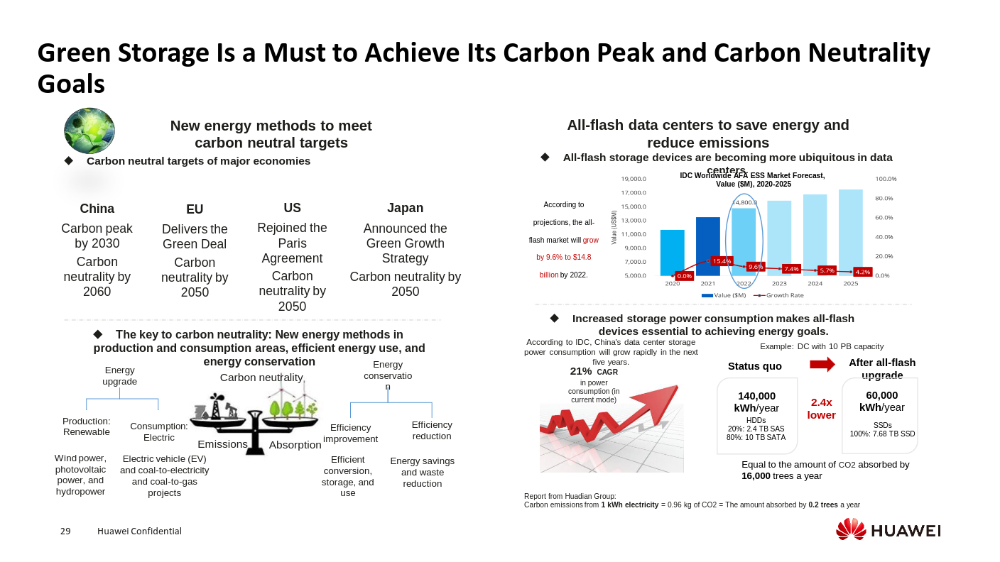 Green Storage Is a Must to Achieve Its Carbon Peak and Carbon Neutrality
Goals
New energy methods to meet
carbon neutral targets
◆ Carbon neutral targets of major economies
China
Carbon peak
by 2030
Carbon
neutrality by
2060
EU
Delivers the
Green Deal
Carbon
neutrality by
2050
US
Rejoined the
Paris
Agreement
Carbon
neutrality by
2050
Japan
Announced the
Green Growth
Strategy
Carbon neutrality by
2050
◆ The key to carbon neutrality: New energy methods in
production and consumption areas, efficient energy use, and
energy conservation
Energy
upgrade
Production:
Renewable
Consumption:
Electric
Wind power,
photovoltaic
power, and
hydropower
Electric vehicle (EV)
and coal-to-electricity
and coal-to-gas
projects
Carbon neutrality
Emissions
Absorption
Energy
conservatio
n
Efficiency
improvement
Efficiency
reduction
Efficient
conversion,
storage, and
use
Energy savings
and waste
reduction
All-flash data centers to save energy and
reduce emissions
◆ All-flash storage devices are becoming more ubiquitous in data
centers.
According to
projections, the all-
flash market will grow
by 9.6% to $14.8
billion by 2022.
IDC Worldwide AFA ESS Market Forecast,
Value ($M), 2020-2025
Value (US$M)
19,000.0
17,000.0
15,000.0
13,000.0
11,000.0
9,000.0
7,000.0
5,000.0
14,800.0
100.0%
80.0%
60.0%
40.0%
20.0%
0.0%
0.0%
15.4%
9.6%
7.4%
5.7%
4.2%
2020
2021
2022
2023
2024
2025
Value ($M)
Growth Rate
◆ Increased storage power consumption makes all-flash
devices essential to achieving energy goals.
According to IDC, China's data center storage
power consumption will grow rapidly in the next
five years.
21% CAGR
in power
consumption (in
current mode)
Example: DC with 10 PB capacity
Status quo
140,000
kWh/year
HDDs
20%: 2.4 TB SAS
80%: 10 TB SATA
2.4x
lower
After all-flash
upgrade
60,000
kWh/year
SSDs
100%: 7.68 TB SSD
Equal to the amount of CO2 absorbed by
16,000 trees a year
Report from Huadian Group:
Carbon emissions from 1 kWh electricity = 0.96 kg of CO2 = The amount absorbed by 0.2 trees a year
29
Huawei Confidential
HUAWEI